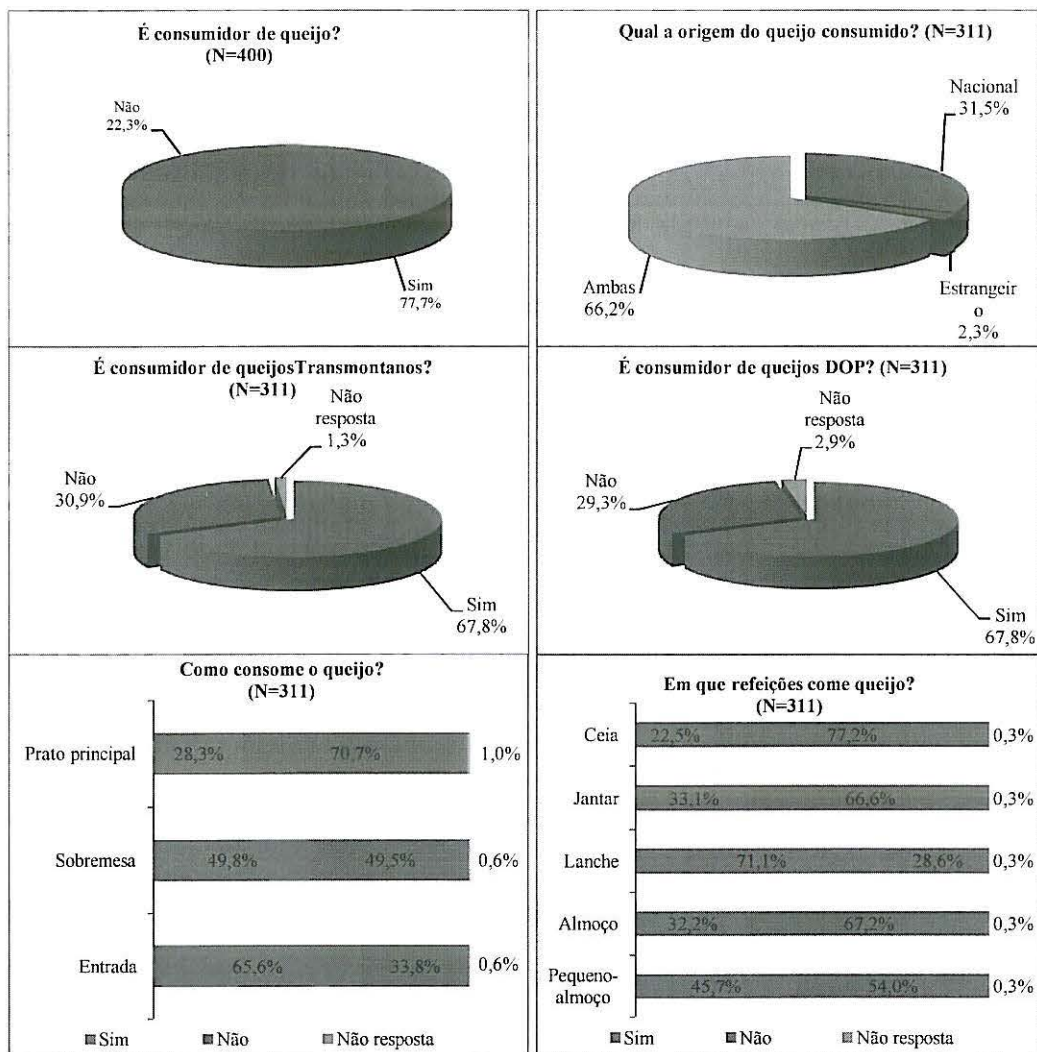 É consumidor de queijo?
(N=400)
Não
22,3%
Sim
77,7%
Qual a origem do queijo consumido? (N=311)
Nacional
31,5%
Ambas
66,2%
Estrangeir
o
2,3%
É consumidor de queijosTransmontanos?
(N=311)
Não
resposta
1,3%
Não
30,9%
Sim
67,8%
É consumidor de queijos DOP? (N=311)
Não
resposta
2,9%
Não
29,3%
Sim
67,8%
Como consome o queijo?
(N=311)
Prato principal 28,3% 70,7% 1,0%
Sobremesa 49,8% 49,5% 0,6%
Entrada 65,6% 33,8% 0,6%
Sim Não Não resposta
Em que refeições come queijo?
(N=311)
Ceia 22,5% 77,2% 0,3%
Jantar 33,1% 66,6% 0,3%
Lanche 71,1% 28,6% 0,3%
Almoço 32,2% 67,2% 0,3%
Pequeno-
almoço 45,7% 54,0% 0,3%
Sim Não Não resposta